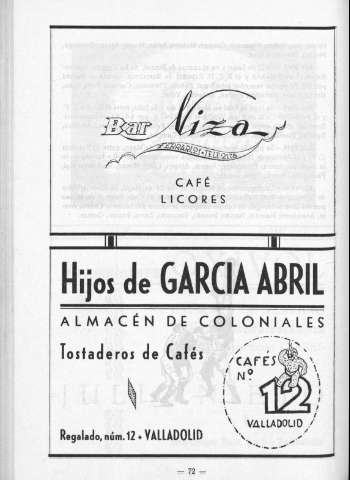 Bar Niza
CAFÉ
LICORES
Hijos de GARCIA ABRIL
ALMACÉN DE COLONIALES
Tostaderos de Cafés
CAFÉS
Nº
12
VALLADOLID
Regalado, núm. 12 • VALLADOLID
— 72 —